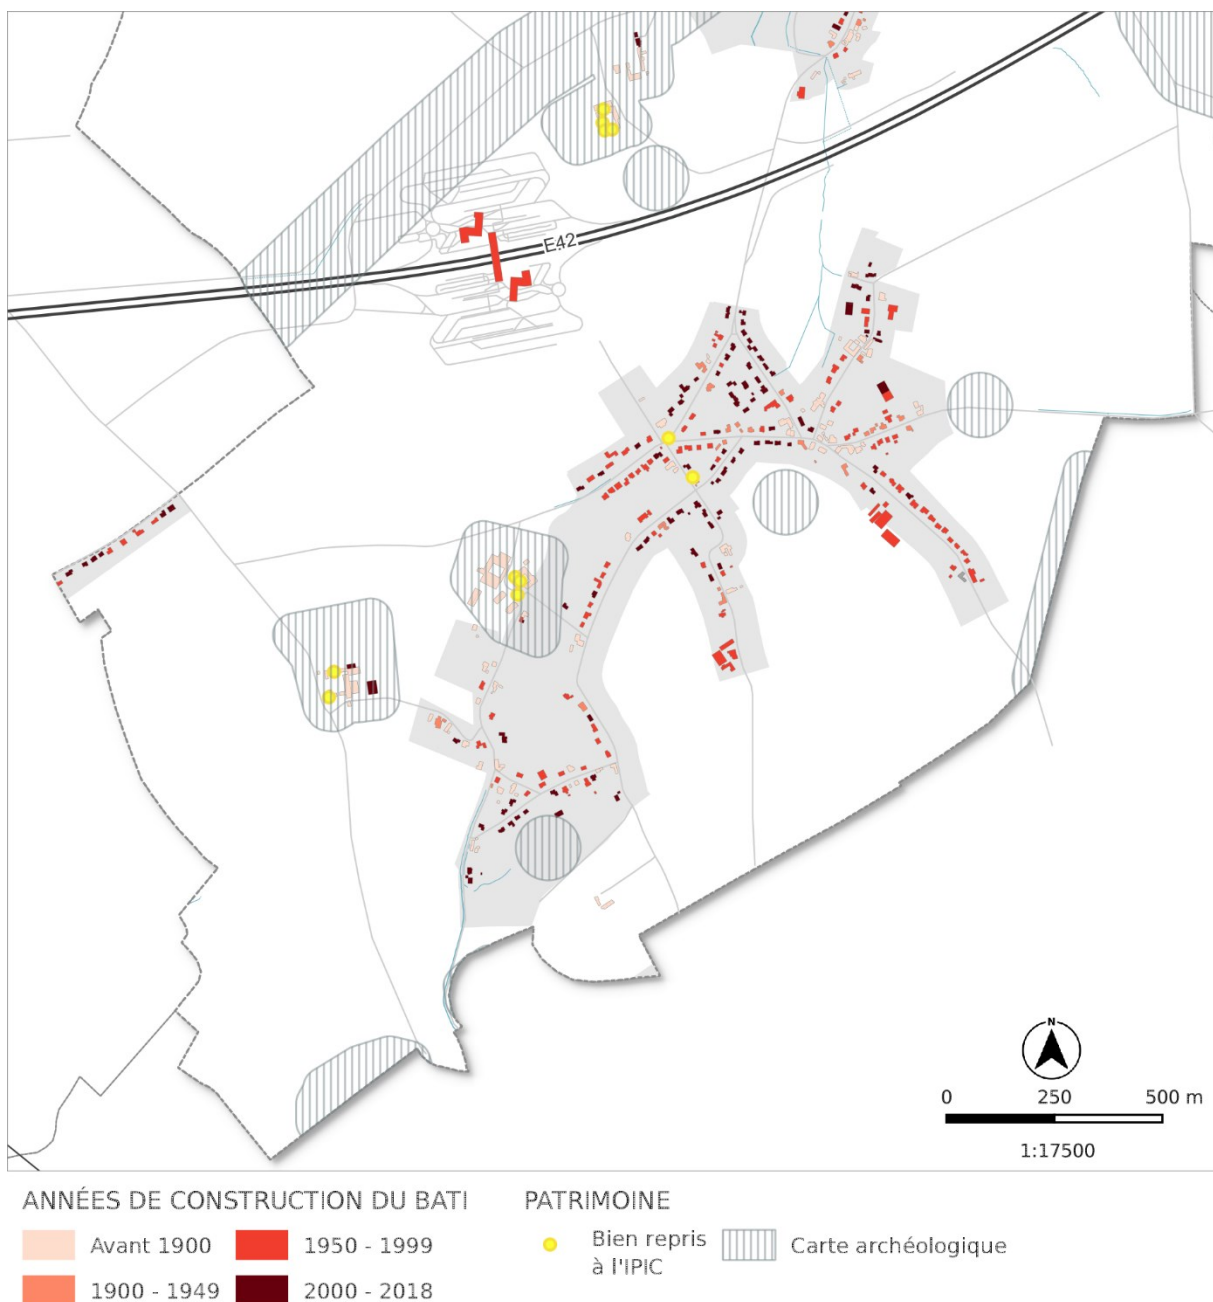 E42
N
0 250 500 m
1:17500
ANNÉES DE CONSTRUCTION DU BATI
PATRIMOINE
Avant 1900
1950 - 1999
1900 - 1949
2000 - 2018
Bien repris
à l'IPIC
Carte archéologique